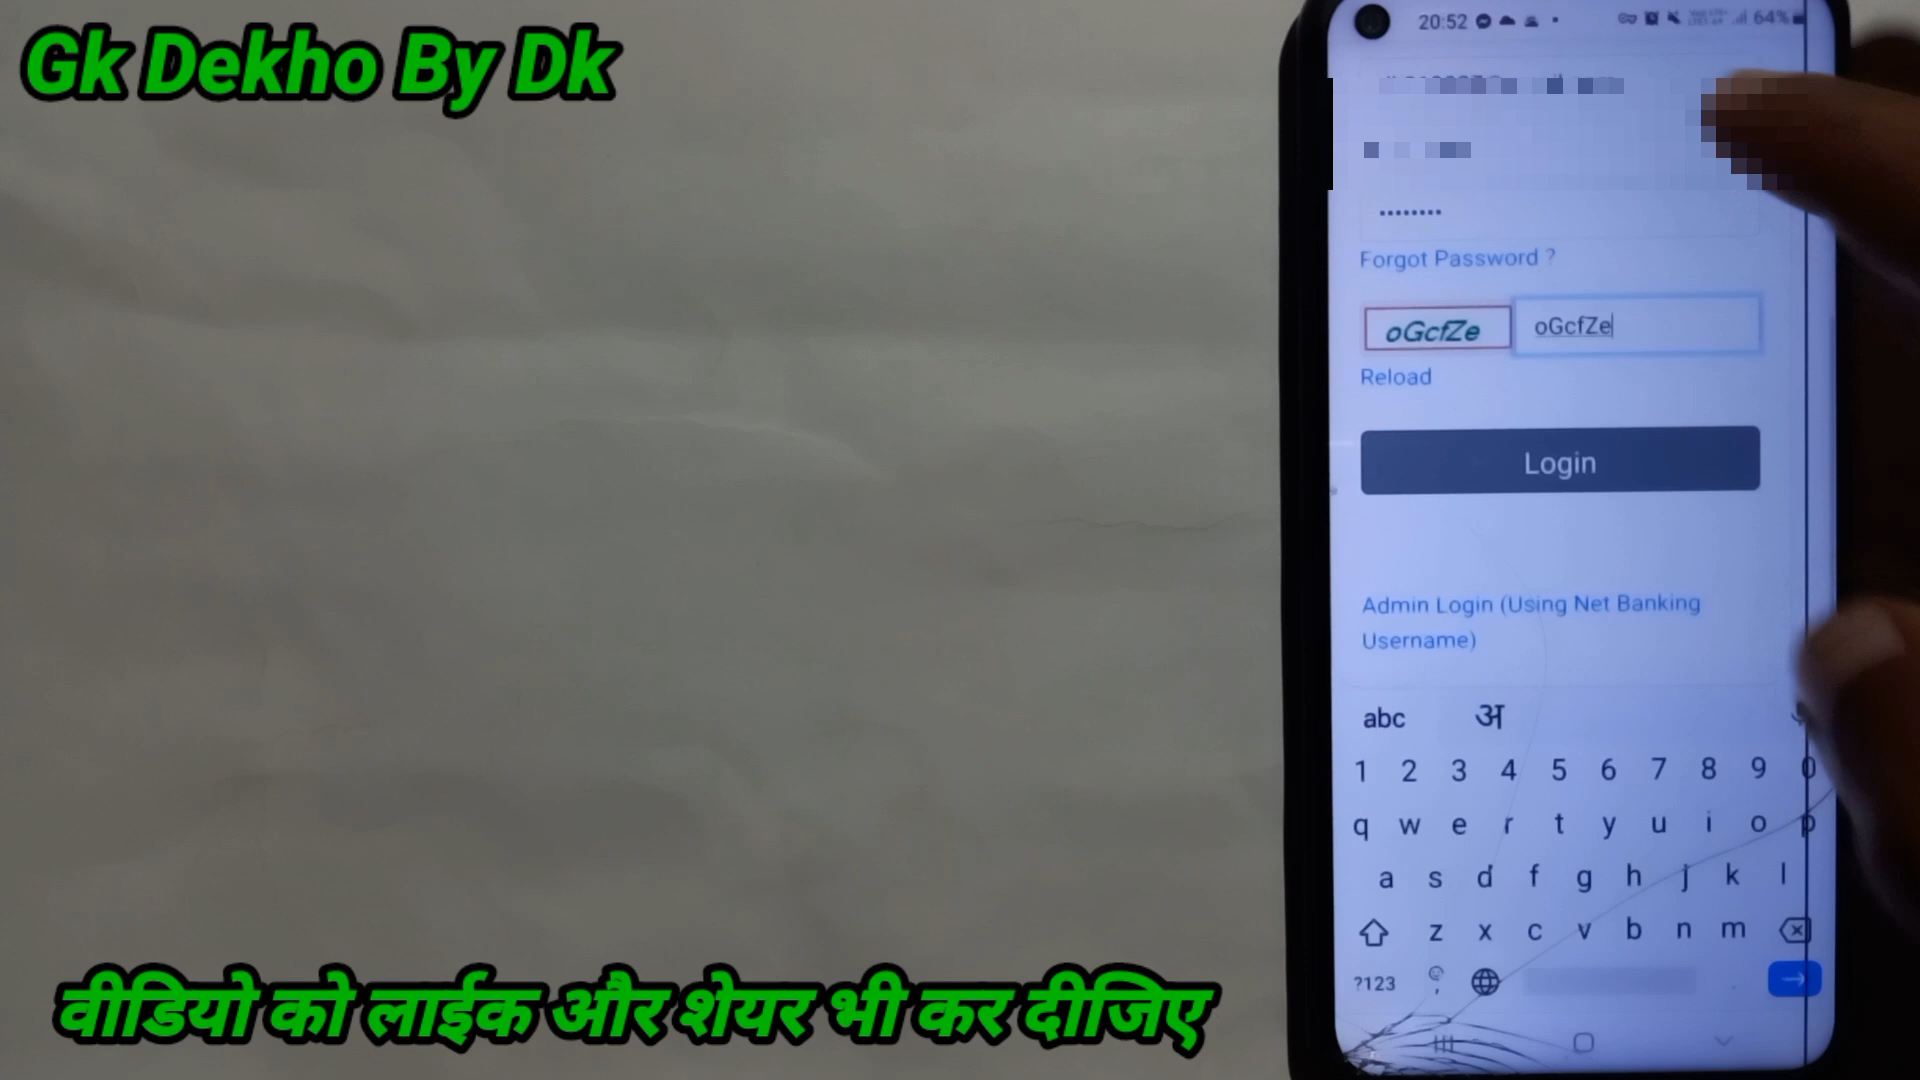 Gk Dekho By Dk
20:52
64%
••••••••
Forgot Password ?
oGcfZe
oGcfZe
Reload
Login
Admin Login (Using Net Banking
Username)
abc अ
1 2 3 4 5 6 7 8 9 0
q w e r t y u i o p
a s d f g h j k l
z x c v b n m
?123 ,
वीडियो को लाईक और शेयर भी कर दीजिए